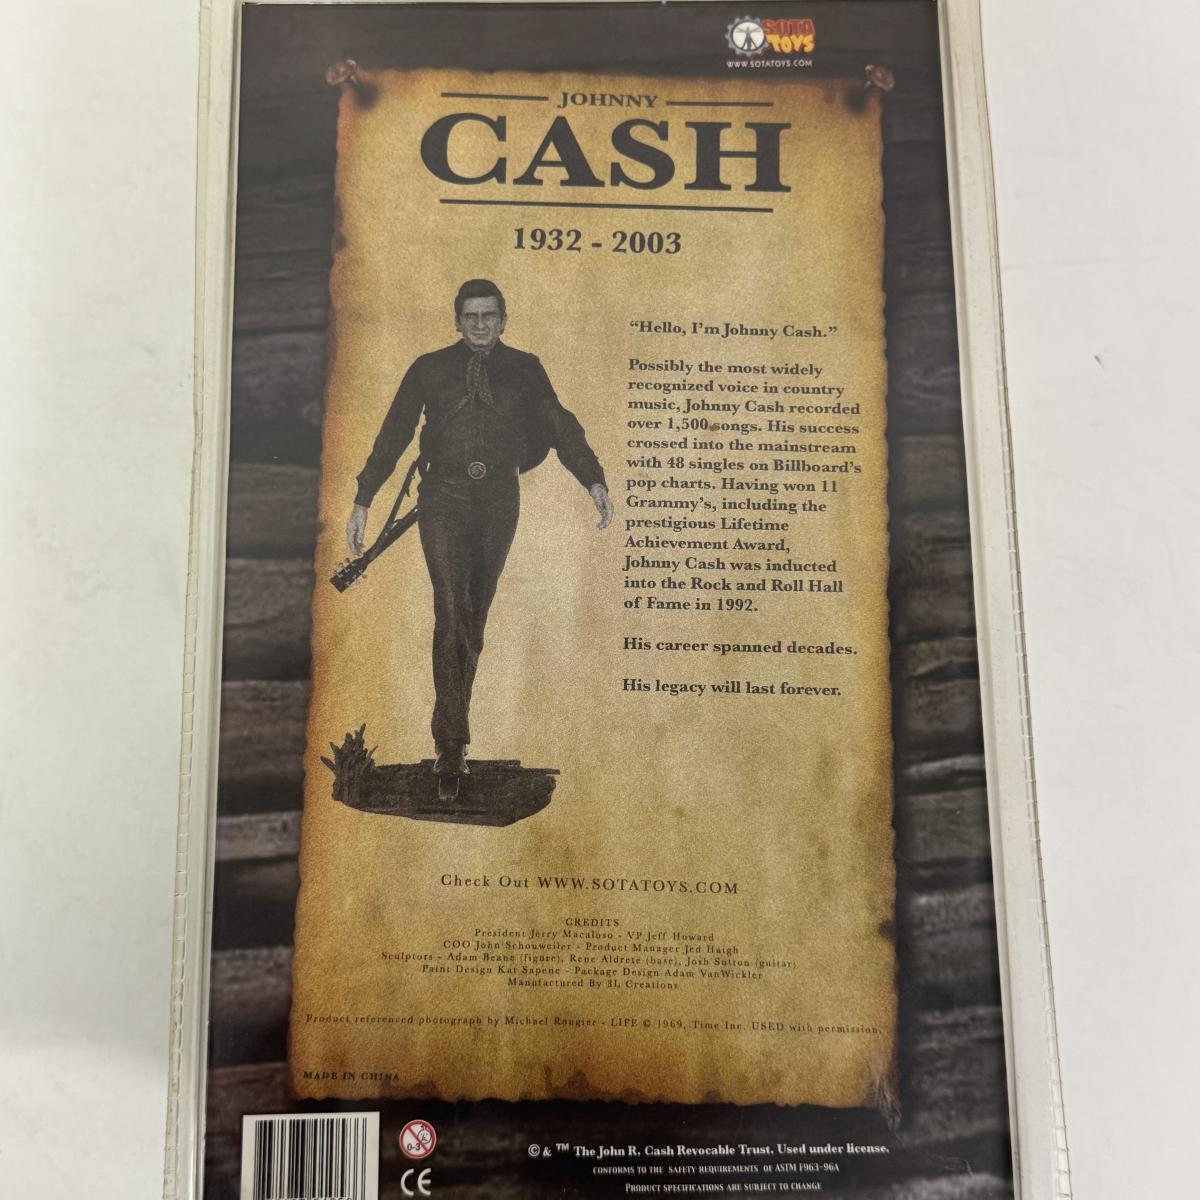 SOTA
TOYS
WWW.SOTATOYS.COM
JOHNNY
CASH
1932 - 2003
“Hello, I’m Johnny Cash.”
Possibly the most widely
recognized voice in country
music, Johnny Cash recorded
over 1,500 songs. His success
crossed into the mainstream
with 48 singles on Billboard’s
pop charts. Having won 11
Grammy’s, including the
prestigious Lifetime
Achievement Award,
Johnny Cash was inducted
into the Rock and Roll Hall
of Fame in 1992.
His career spanned decades.
His legacy will last forever.
Check Out WWW.SOTATOYS.COM
CREDITS
President Jerry Macaluso - VP Jeff Howard
COO John Schouweiler - Product Manager Jed Haigh
Sculptors - Adam Beane (figure), Rene Aldrete (base), Josh Sutton (guitar)
Paint Design Kat Sapene - Package Design Adam VanWickler
Manufactured By 3L Creations
Product referenced photograph by Michael Rougier - LIFE © 1969, Time Inc. USED with permission.
MADE IN CHINA
0-3
CE
© & ™ The John R. Cash Revocable Trust. Used under license.
CONFORMS TO THE SAFETY REQUIREMENTS OF ASTM F963-96A
PRODUCT SPECIFICATIONS ARE SUBJECT TO CHANGE